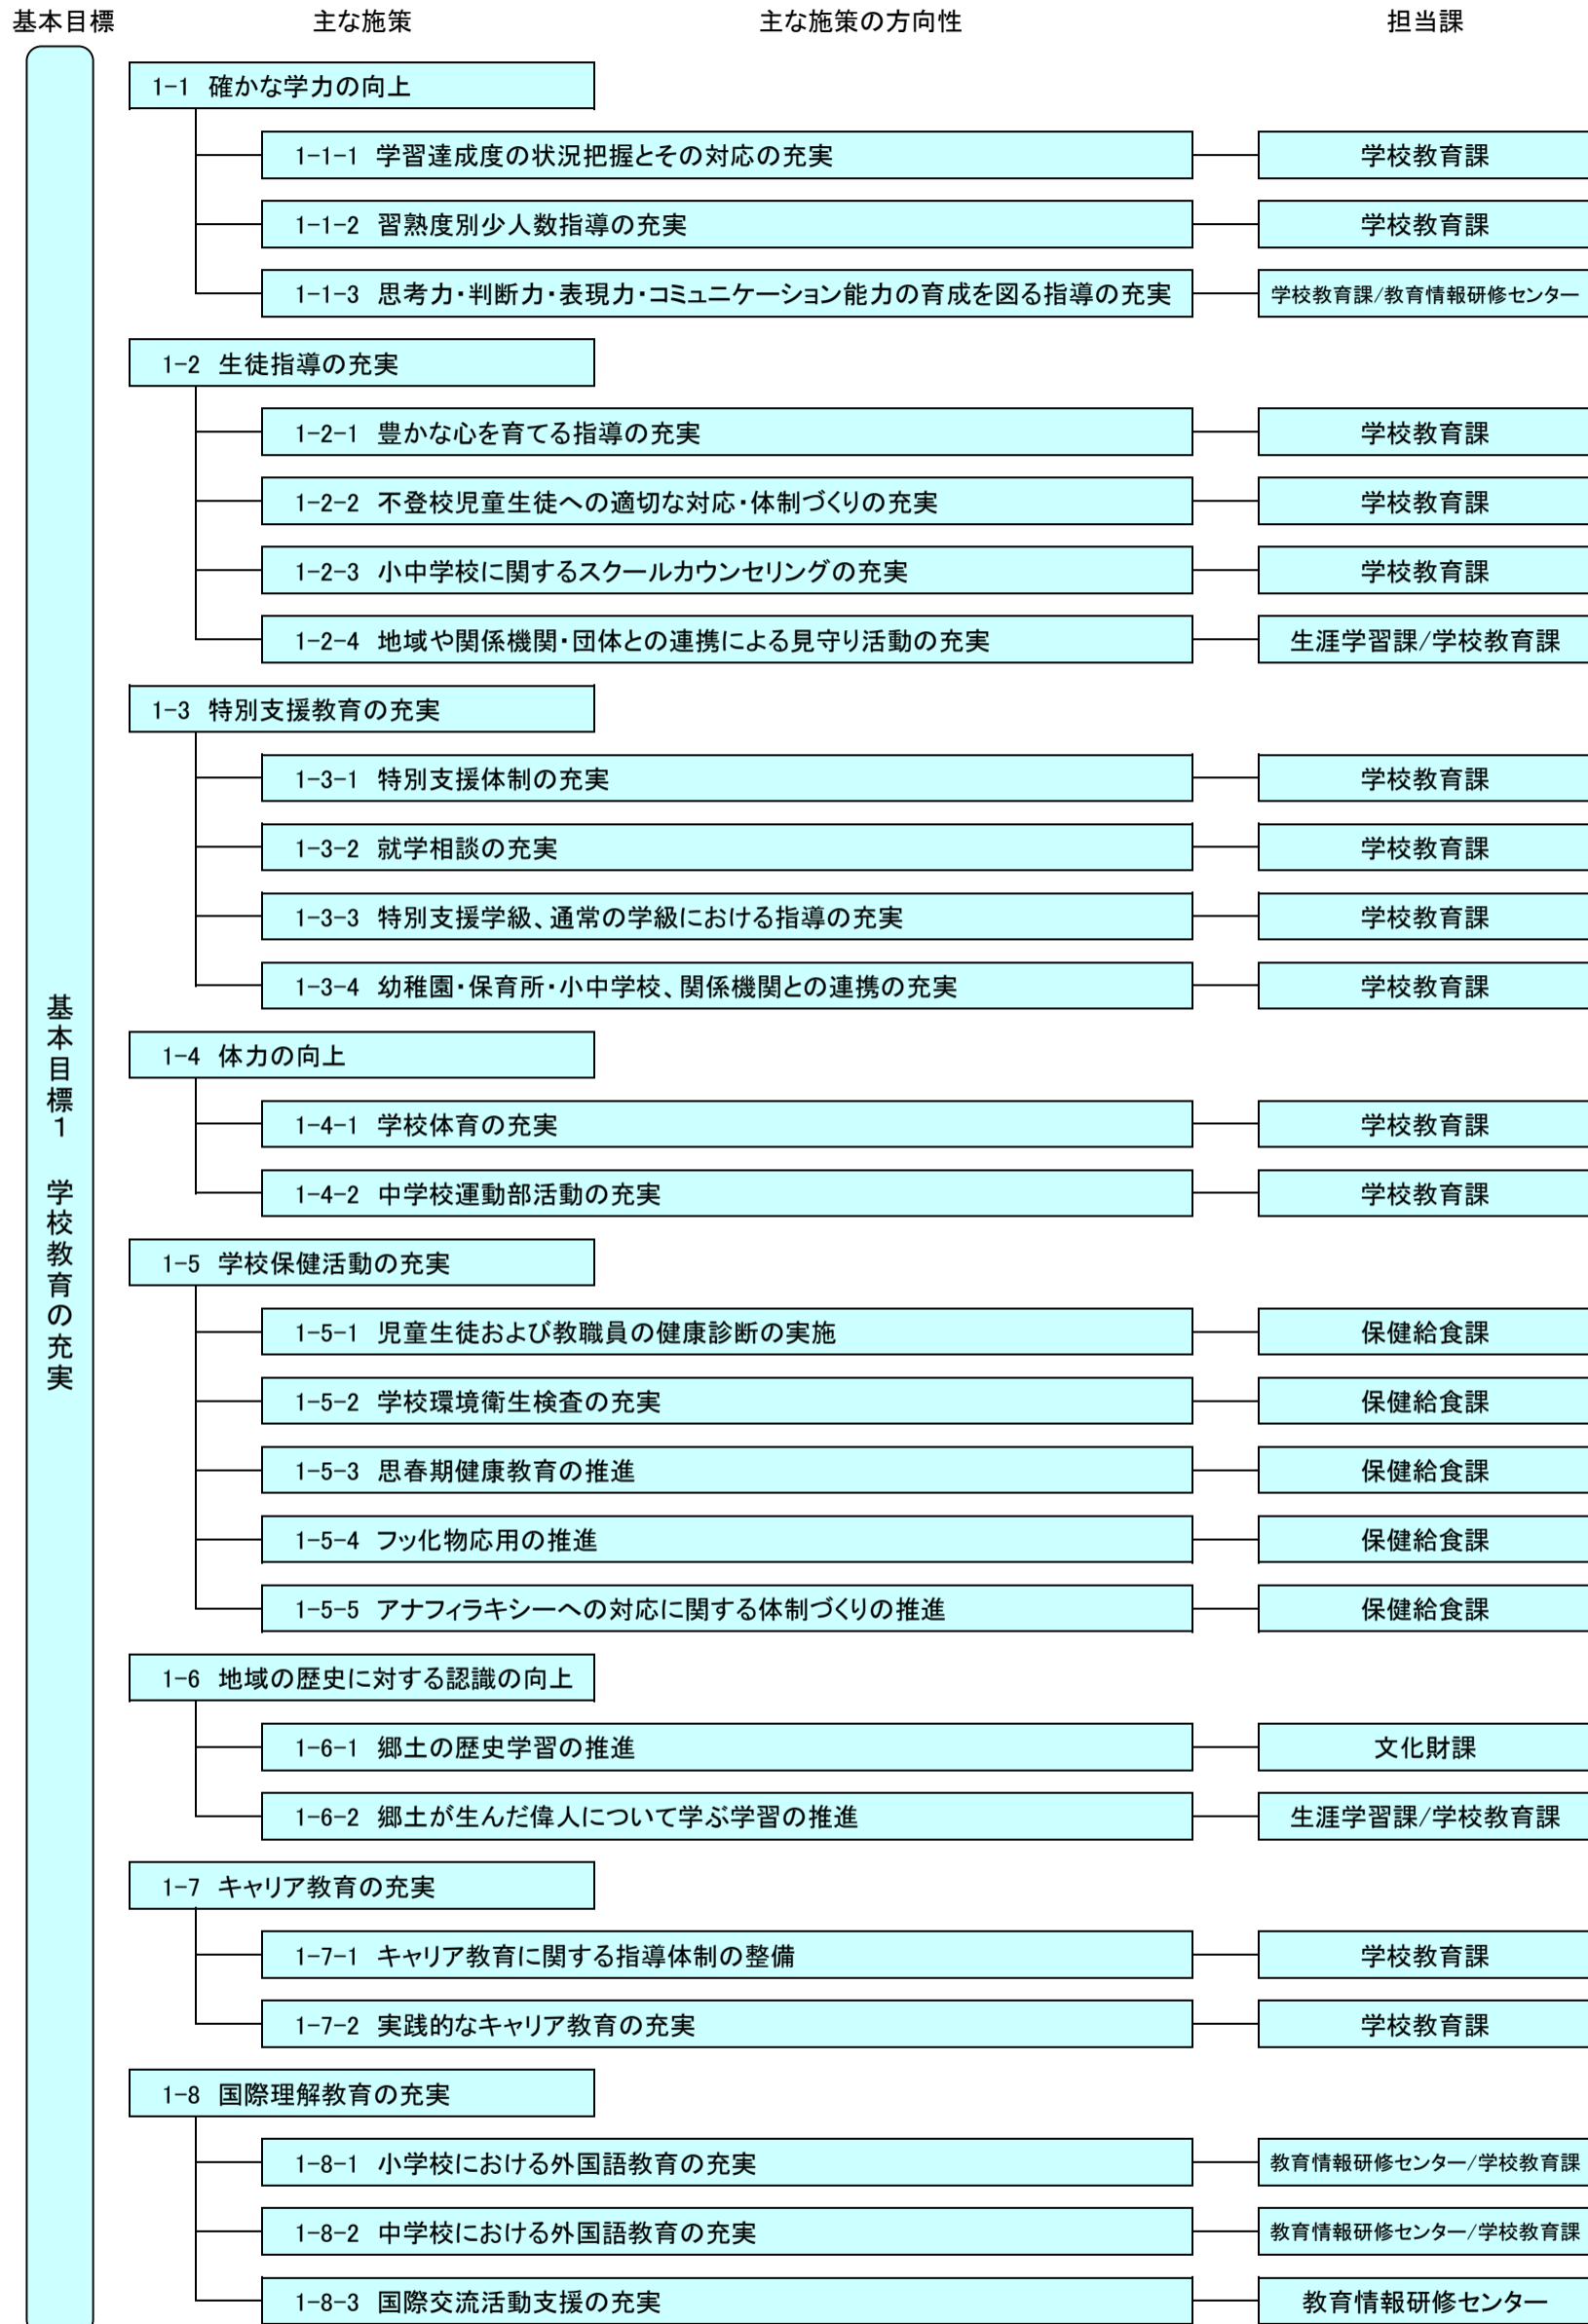 基本目標 主な施策 主な施策の方向性 担当課
基本目標1 学校教育の充実
1-1 確かな学力の向上
1-1-1 学習達成度の状況把握とその対応の充実 学校教育課
1-1-2 習熟度別少人数指導の充実 学校教育課
1-1-3 思考力・判断力・表現力・コミュニケーション能力の育成を図る指導の充実 学校教育課/教育情報研修センター
1-2 生徒指導の充実
1-2-1 豊かな心を育てる指導の充実 学校教育課
1-2-2 不登校児童生徒への適切な対応・体制づくりの充実 学校教育課
1-2-3 小中学校に関するスクールカウンセリングの充実 学校教育課
1-2-4 地域や関係機関・団体との連携による見守り活動の充実 生涯学習課/学校教育課
1-3 特別支援教育の充実
1-3-1 特別支援体制の充実 学校教育課
1-3-2 就学相談の充実 学校教育課
1-3-3 特別支援学級、通常の学級における指導の充実 学校教育課
1-3-4 幼稚園・保育所・小中学校、関係機関との連携の充実 学校教育課
1-4 体力の向上
1-4-1 学校体育の充実 学校教育課
1-4-2 中学校運動部活動の充実 学校教育課
1-5 学校保健活動の充実
1-5-1 児童生徒および教職員の健康診断の実施 保健給食課
1-5-2 学校環境衛生検査の充実 保健給食課
1-5-3 思春期健康教育の推進 保健給食課
1-5-4 フッ化物応用の推進 保健給食課
1-5-5 アナフィラキシーへの対応に関する体制づくりの推進 保健給食課
1-6 地域の歴史に対する認識の向上
1-6-1 郷土の歴史学習の推進 文化財課
1-6-2 郷土が生んだ偉人について学ぶ学習の推進 生涯学習課/学校教育課
1-7 キャリア教育の充実
1-7-1 キャリア教育に関する指導体制の整備 学校教育課
1-7-2 実践的なキャリア教育の充実 学校教育課
1-8 国際理解教育の充実
1-8-1 小学校における外国語教育の充実 教育情報研修センター/学校教育課
1-8-2 中学校における外国語教育の充実 教育情報研修センター/学校教育課
1-8-3 国際交流活動支援の充実 教育情報研修センター